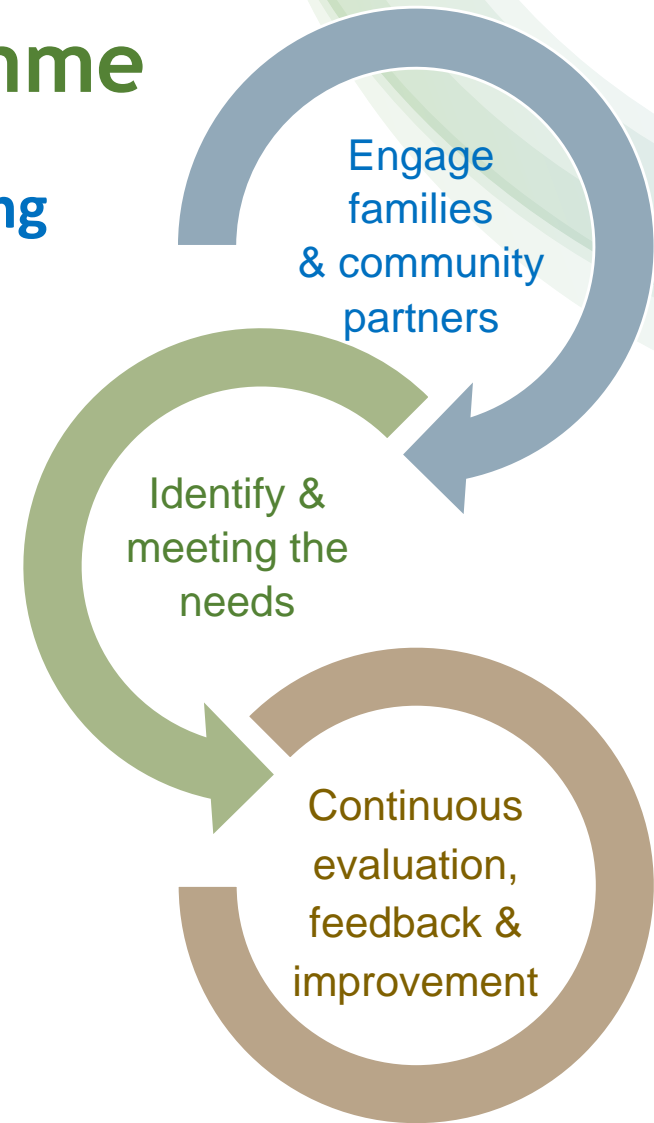 nme
ng
Engage
families
& community
partners
Identify &
meeting the
needs
Continuous
evaluation,
feedback &
improvement